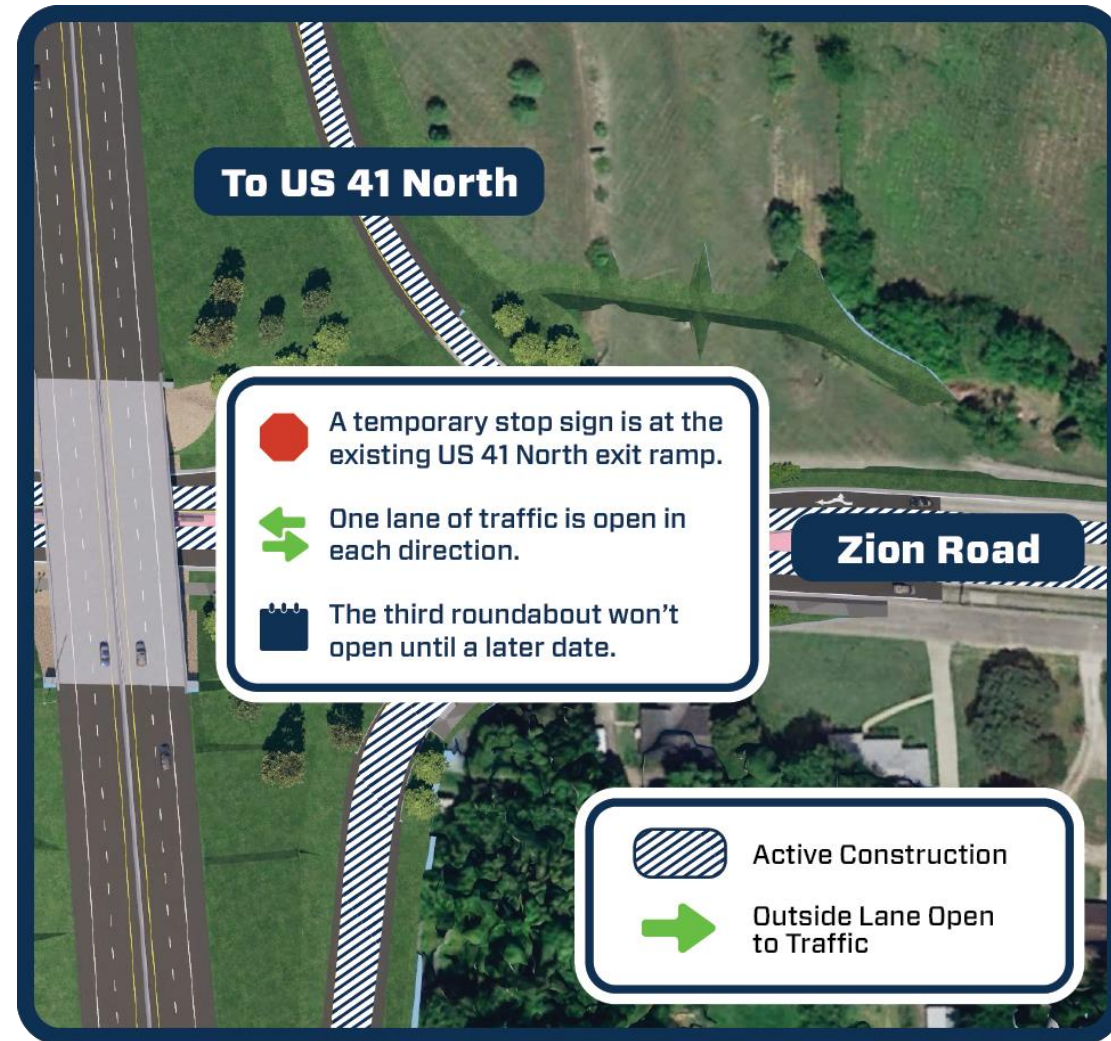 To US 41 North
A temporary stop sign is at the
existing US 41 North exit ramp.
One lane of traffic is open in
each direction.
The third roundabout won’t
open until a later date.
Zion Road
Active Construction
Outside Lane Open
to Traffic